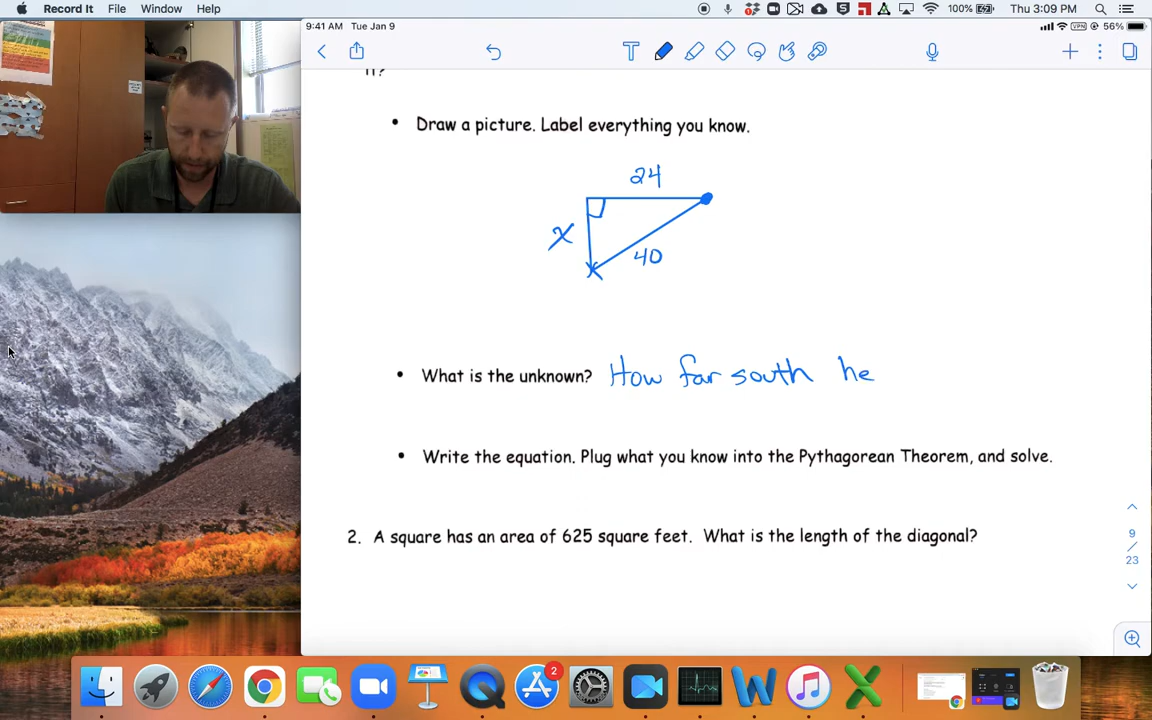 Record It File Window Help 100% Thu 3:09 PM
9:41 AM Tue Jan 9 VPN 56%
Draw a picture. Label everything you know.
24
x
40
What is the unknown? How far south he
Write the equation. Plug what you know into the Pythagorean Theorem, and solve.
9
/
23
2. A square has an area of 625 square feet. What is the length of the diagonal?
2